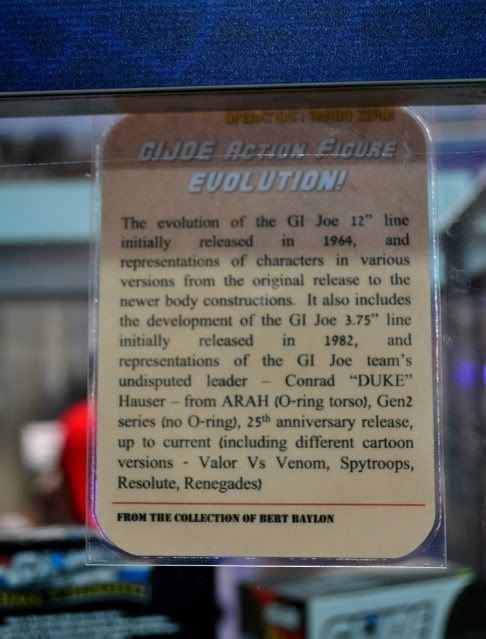 GIJOE ACTION FIGURE
EVOLUTION!
The evolution of the GI Joe 12” line
initially released in 1964, and
representations of characters in various
versions from the original release to the
newer body constructions. It also includes
the development of the GI Joe 3.75” line
initially released in 1982, and
representations of the GI Joe team’s
undisputed leader – Conrad “DUKE”
Hauser – from ARAH (O-ring torso), Gen2
series (no O-ring), 25th anniversary release,
up to current (including different cartoon
versions - Valor Vs Venom, Spytroops,
Resolute, Renegades)
FROM THE COLLECTION OF BERT BAYLON